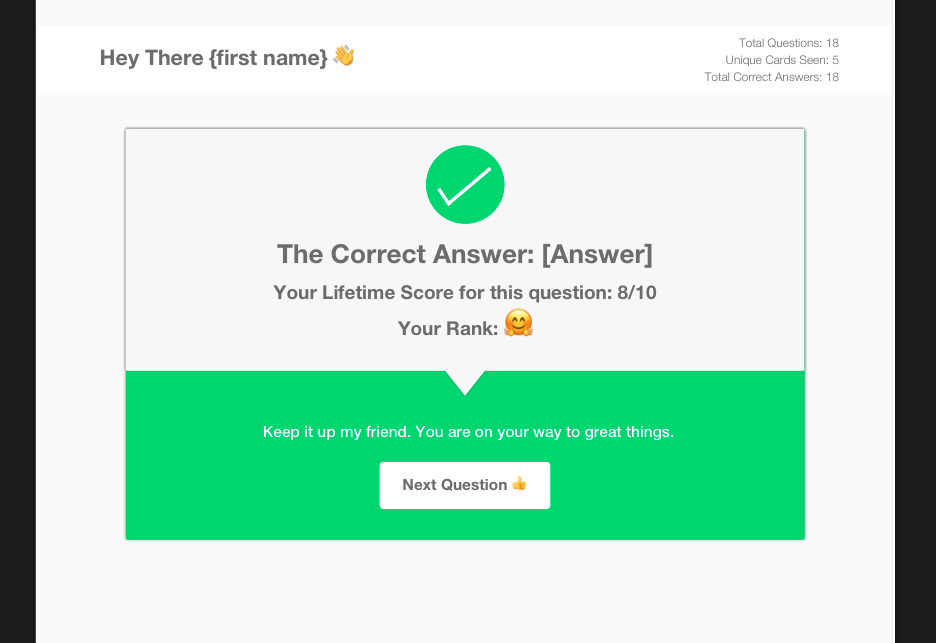 Hey There {first name} 👋
Total Questions: 18
Unique Cards Seen: 5
Total Correct Answers: 18
The Correct Answer: [Answer]
Your Lifetime Score for this question: 8/10
Your Rank: 🤗
Keep it up my friend. You are on your way to great things.
Next Question 👍